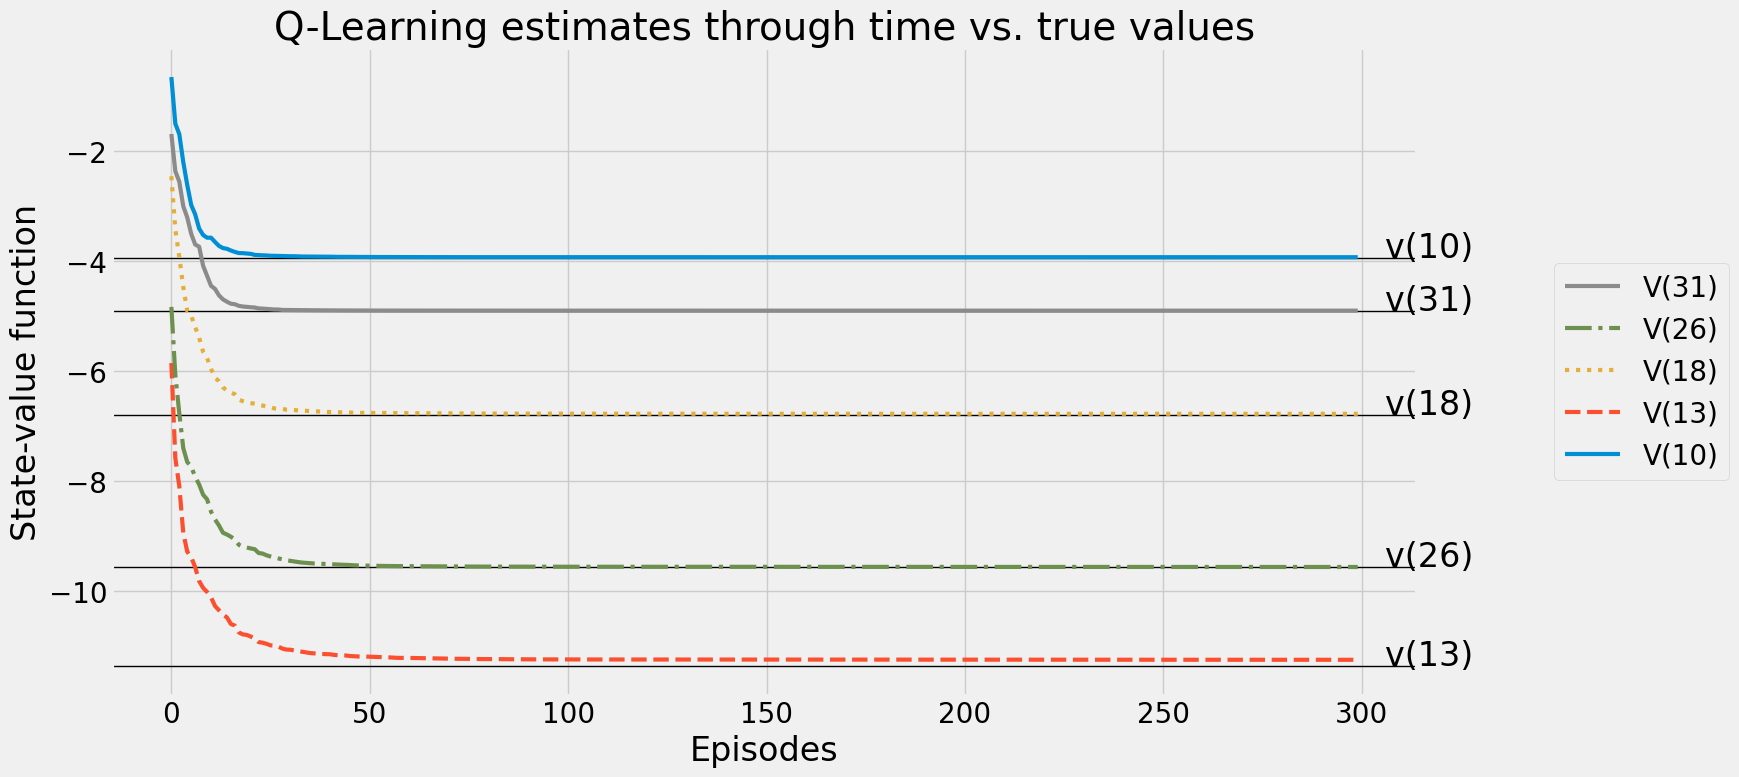 Q-Learning estimates through time vs. true values
State-value function
−2
−4
−6
−8
−10
v(10)
v(31)
v(18)
v(26)
v(13)
V(31)
V(26)
V(18)
V(13)
V(10)
0
50
100
150
200
250
300
Episodes